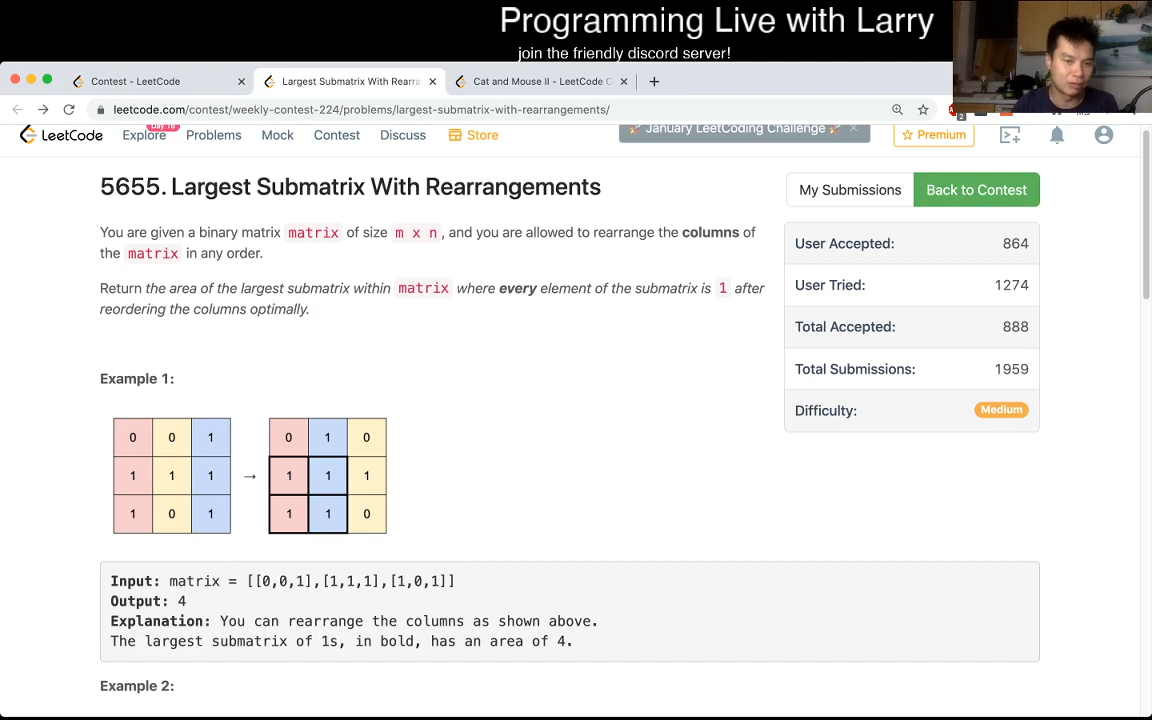 Programming Live with Larry
join the friendly discord server!
Contest - LeetCode
Largest Submatrix With Rearra
Cat and Mouse II - LeetCode C
leetcode.com/contest/weekly-contest-224/problems/largest-submatrix-with-rearrangements/
2
LeetCode
Explore
Day 16
Problems
Mock
Contest
Discuss
Store
January LeetCoding Challenge
Premium
5655. Largest Submatrix With Rearrangements
My Submissions
Back to Contest
You are given a binary matrix matrix of size m x n, and you are allowed to rearrange the columns of
the matrix in any order.
Return the area of the largest submatrix within matrix where every element of the submatrix is 1 after
reordering the columns optimally.
User Accepted: 864
User Tried: 1274
Total Accepted: 888
Total Submissions: 1959
Difficulty: Medium
Example 1:
0 0 1 0 1 0
1 1 1 → 1 1 1
1 0 1 1 1 0
Input: matrix = [[0,0,1],[1,1,1],[1,0,1]]
Output: 4
Explanation: You can rearrange the columns as shown above.
The largest submatrix of 1s, in bold, has an area of 4.
Example 2: